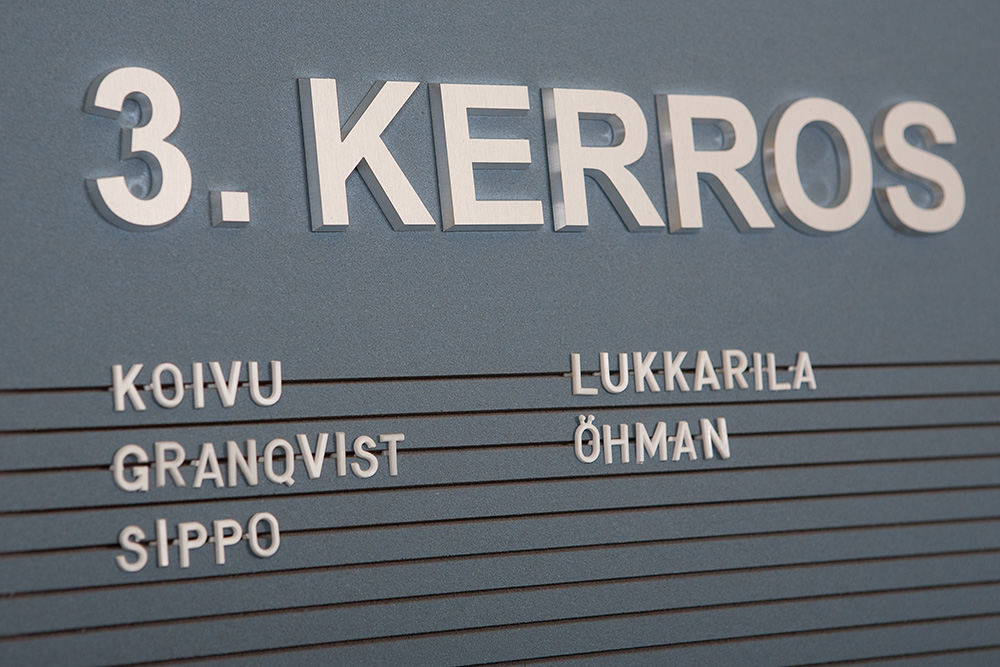 3. KERROS
KOIVU
GRANQVIST
SIPPO
LUKKARILA
ÖHMAN